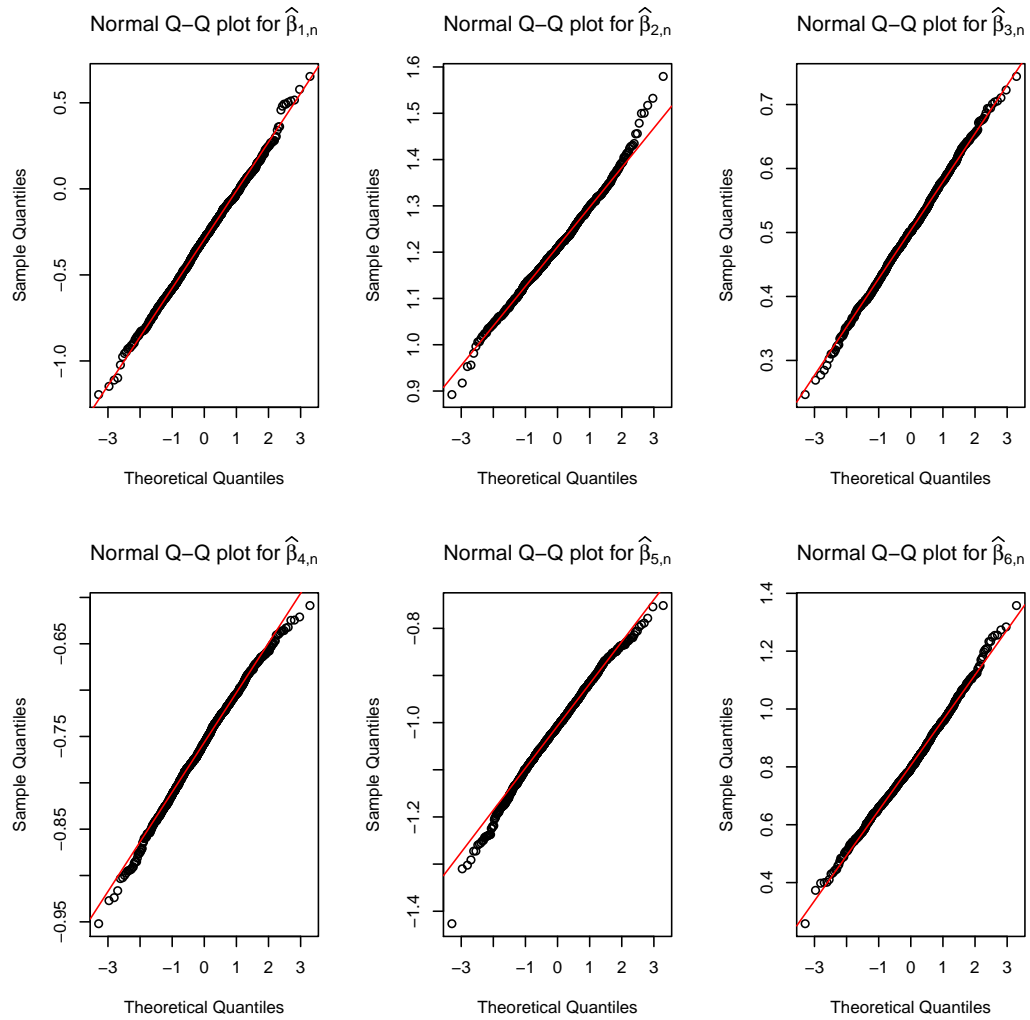 Normal Q−Q plot for β̂1,n
Normal Q−Q plot for β̂2,n
Normal Q−Q plot for β̂3,n
Sample Quantiles
0.5
0.0
−0.5
−1.0
−3 −1 0 1 2 3
Theoretical Quantiles
Sample Quantiles
1.6
1.5
1.4
1.3
1.2
1.1
1.0
0.9
−3 −1 0 1 2 3
Theoretical Quantiles
Sample Quantiles
0.7
0.6
0.5
0.4
0.3
−3 −1 0 1 2 3
Theoretical Quantiles
Normal Q−Q plot for β̂4,n
Normal Q−Q plot for β̂5,n
Normal Q−Q plot for β̂6,n
Sample Quantiles
−0.65
−0.75
−0.85
−0.95
−3 −1 0 1 2 3
Theoretical Quantiles
Sample Quantiles
−0.8
−1.0
−1.2
−1.4
−3 −1 0 1 2 3
Theoretical Quantiles
Sample Quantiles
1.4
1.2
1.0
0.8
0.6
0.4
−3 −1 0 1 2 3
Theoretical Quantiles